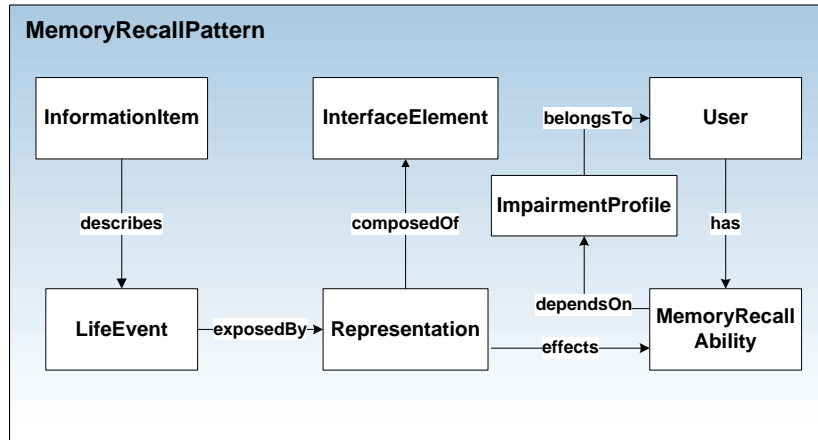 MemoryRecallPattern
InformationItem
InterfaceElement
belongsTo
User
ImpairmentProfile
describes
composedOf
has
dependsOn
LifeEvent
exposedBy
Representation
MemoryRecall
Ability
effects